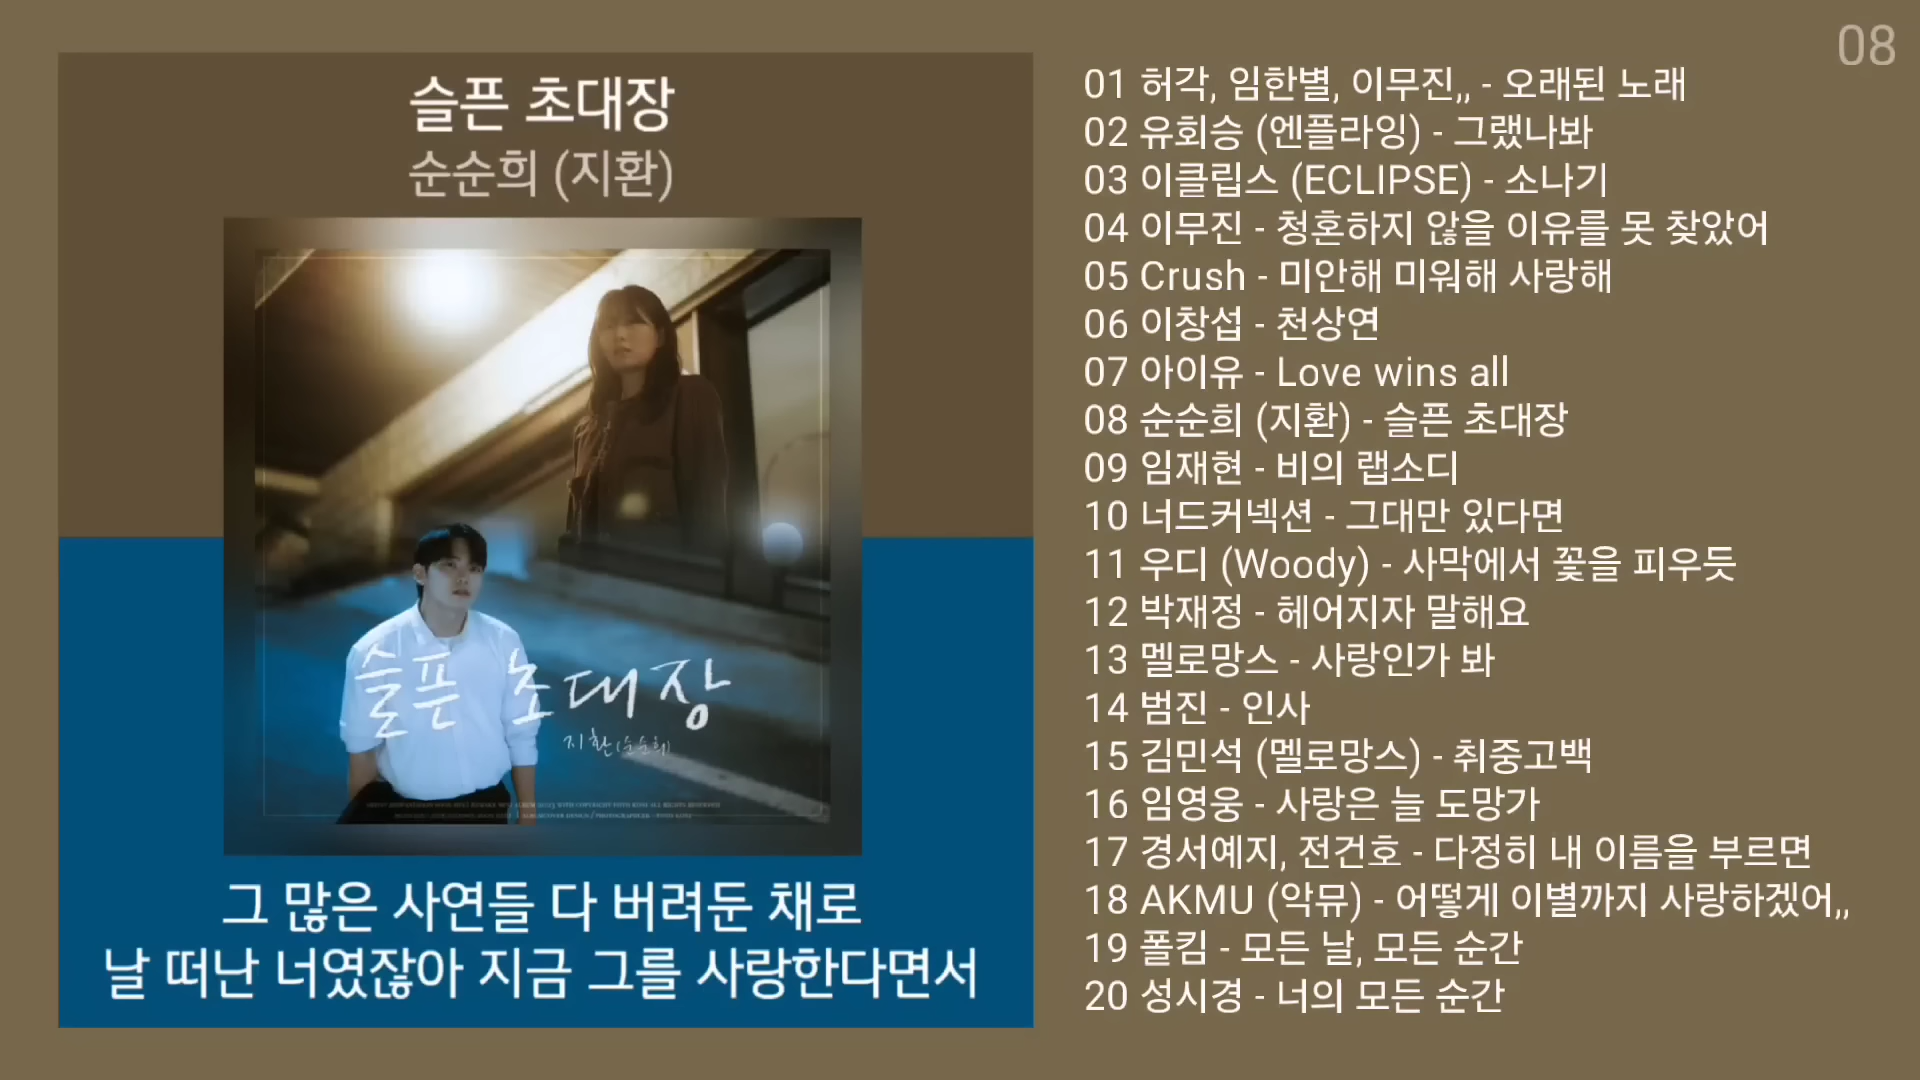 08
슬픈 초대장
순순희 (지환)
슬픈 초대장
지환(순순희)
그 많은 사연들 다 버려둔 채로
날 떠난 너였잖아 지금 그를 사랑한다면서
01 허각, 임한별, 이무진,, - 오래된 노래
02 유회승 (엔플라잉) - 그랬나봐
03 이클립스 (ECLIPSE) - 소나기
04 이무진 - 청혼하지 않을 이유를 못 찾았어
05 Crush - 미안해 미워해 사랑해
06 이창섭 - 천상연
07 아이유 - Love wins all
08 순순희 (지환) - 슬픈 초대장
09 임재현 - 비의 랩소디
10 너드커넥션 - 그대만 있다면
11 우디 (Woody) - 사막에서 꽃을 피우듯
12 박재정 - 헤어지자 말해요
13 멜로망스 - 사랑인가 봐
14 범진 - 인사
15 김민석 (멜로망스) - 취중고백
16 임영웅 - 사랑은 늘 도망가
17 경서예지, 전건호 - 다정히 내 이름을 부르면
18 AKMU (악뮤) - 어떻게 이별까지 사랑하겠어,,
19 폴킴 - 모든 날, 모든 순간
20 성시경 - 너의 모든 순간